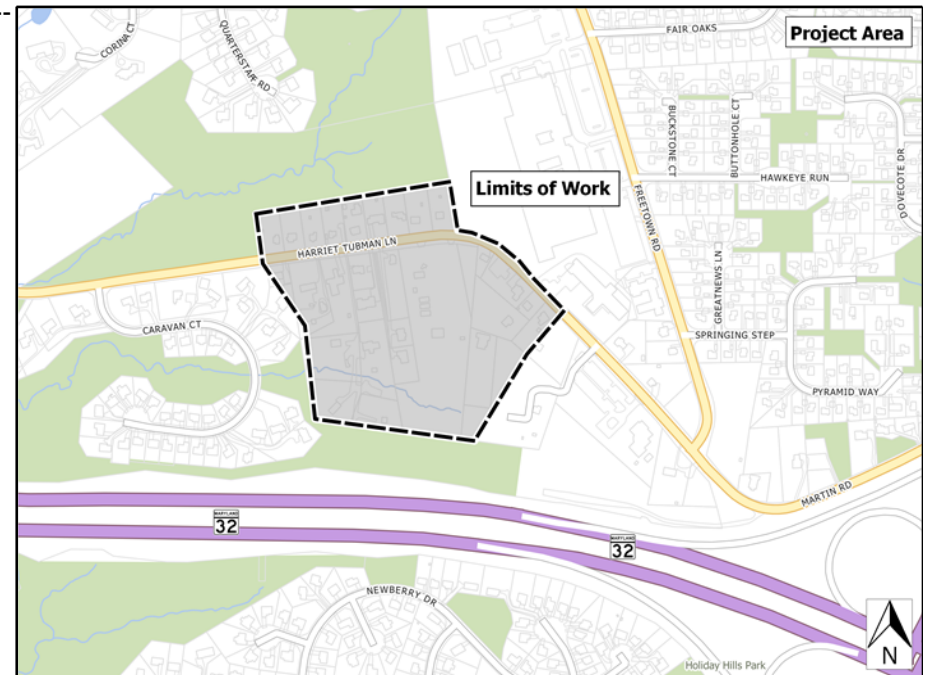 Project Area
FAIR OAKS
CORINA CT
QUARTERSTAFF RD
BUCKSTONE CT
BUTTONHOLE CT
DOVECOTE DR
HAWKEYE RUN
Limits of Work
FREETOWN RD
HARRIET TUBMAN LN
GREATNEWS LN
CARAVAN CT
SPRINGING STEP
PYRAMID WAY
MARTIN RD
MARYLAND
32
MARYLAND
32
NEWBERRY DR
N
Holiday Hills Park